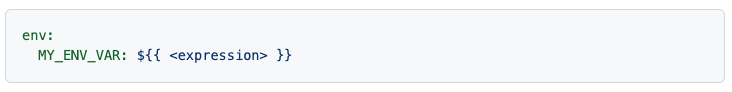 env:
  MY_ENV_VAR: ${{ <expression> }}